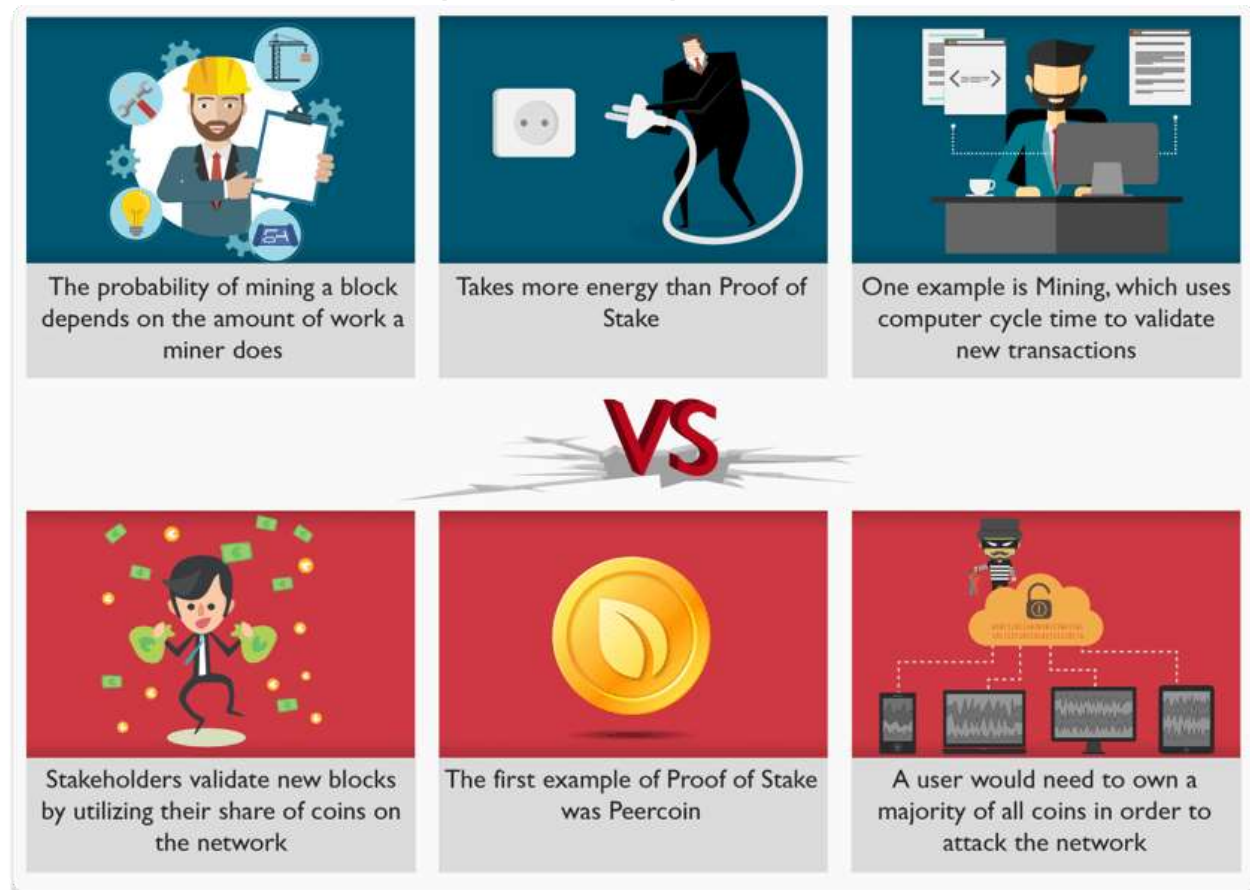 The probability of mining a block
depends on the amount of work a
miner does
Takes more energy than Proof of
Stake
One example is Mining, which uses
computer cycle time to validate
new transactions
VS
Stakeholders validate new blocks
by utilizing their share of coins on
the network
The first example of Proof of Stake
was Peercoin
A user would need to own a
majority of all coins in order to
attack the network